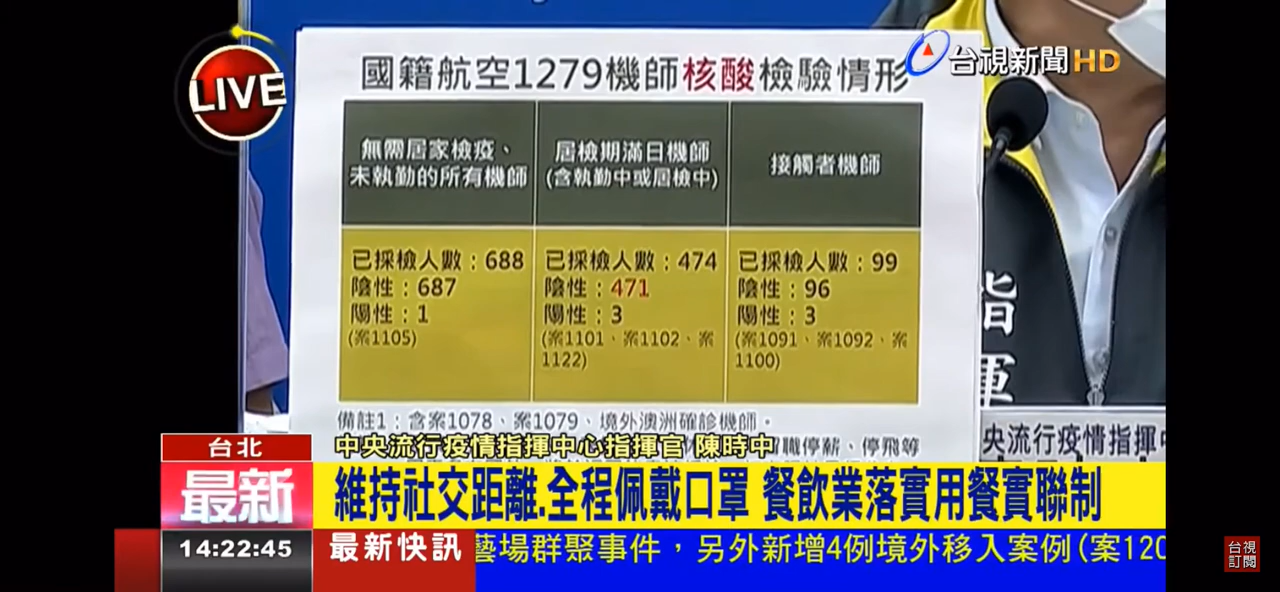 LIVE
台視新聞HD
國籍航空1279機師核酸檢驗情形
無需居家檢疫、
未執勤的所有機師
居檢期滿日機師
(含執勤中或居檢中)
接觸者機師
已採檢人數：688
陰性：687
陽性：1
(案1105)
已採檢人數：474
陰性：471
陽性：3
(案1101、案1102、案
1122)
已採檢人數：99
陰性：96
陽性：3
(案1091、案1092、案
1100)
備註1：含案1078、案1079、境外澳洲確診機師。
職停薪、停飛等
指
軍
央流行疫情指揮中
中央流行疫情指揮中心指揮官 陳時中
台北
最新
維持社交距離.全程佩戴口罩 餐飲業落實用餐實聯制
14:22:45
最新快訊
藝場群聚事件，另外新增4例境外移入案例(案120
台視
訂閱